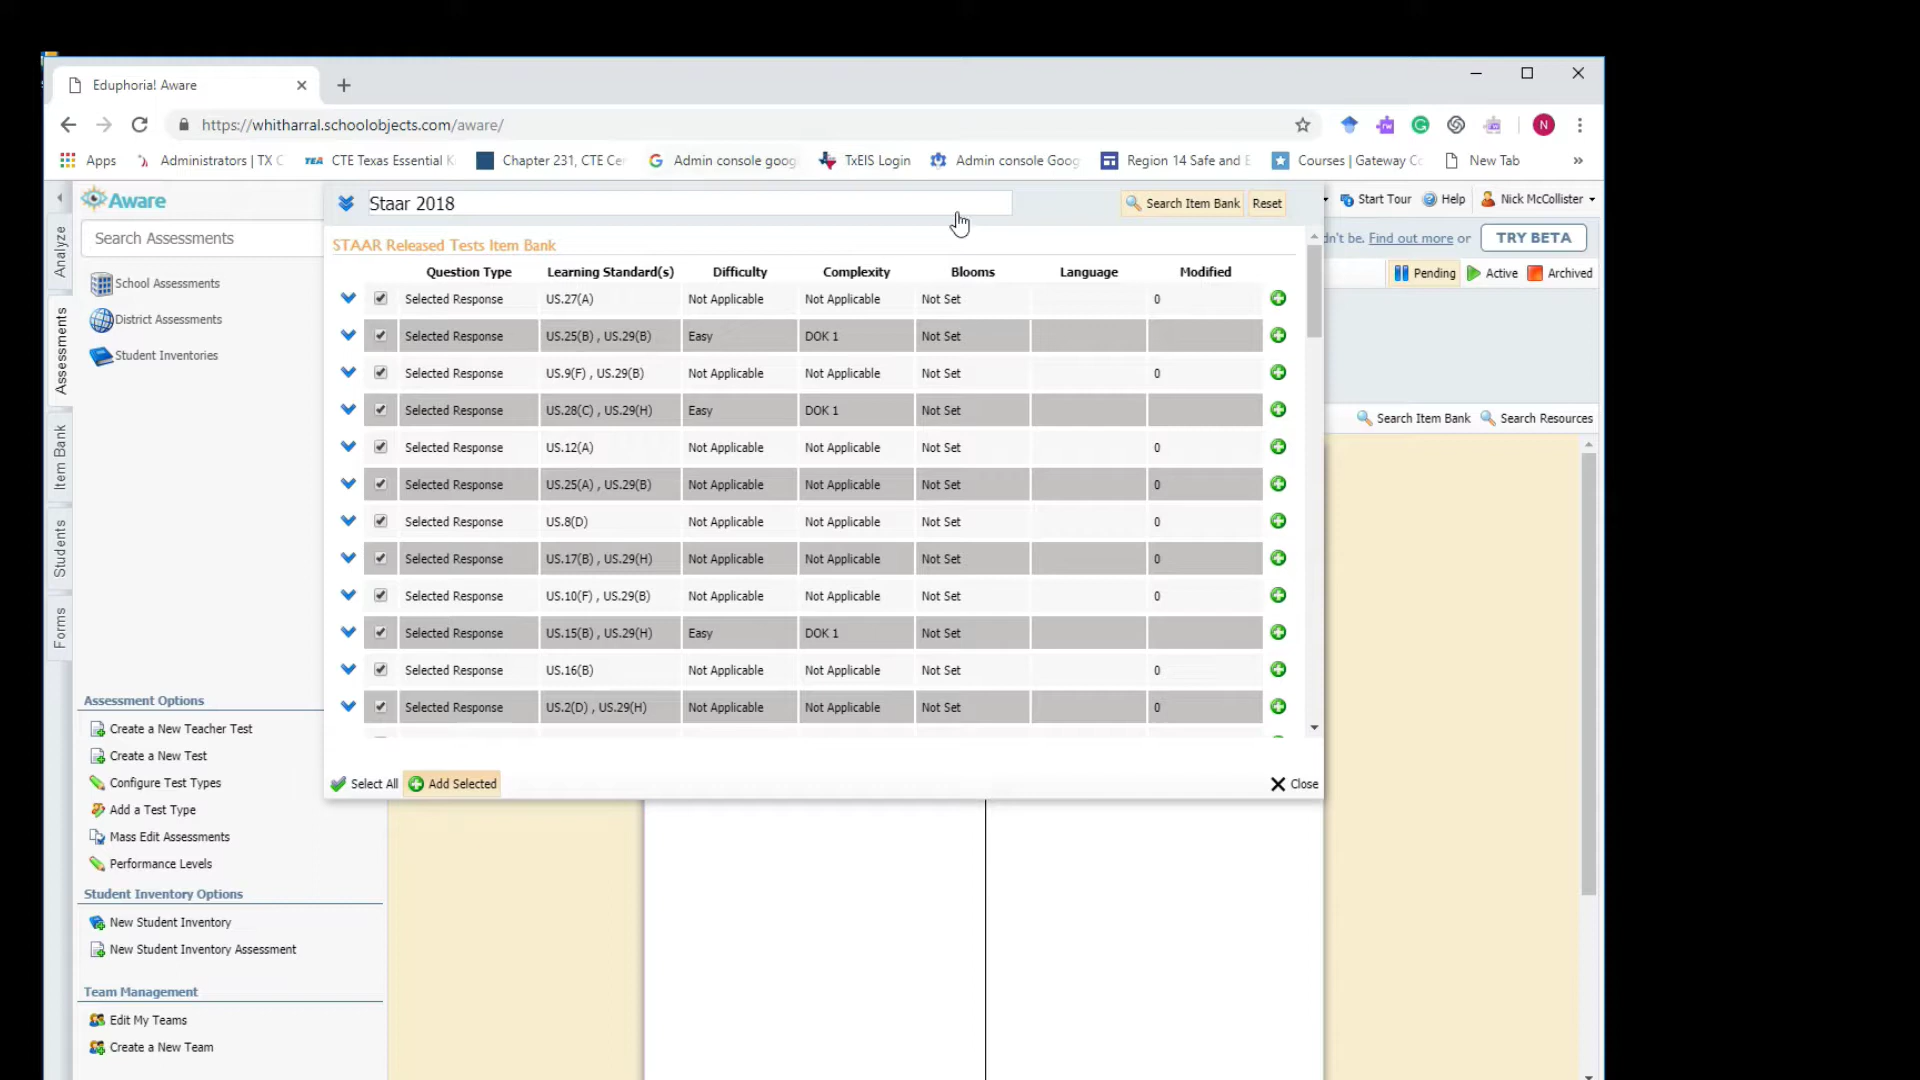 Eduphoria! Aware
https://whitharral.schoolobjects.com/aware/
N
Apps
Administrators | TX C
TEA CTE Texas Essential K
Chapter 231, CTE Cer
G Admin console goog
TxEIS Login
Admin console Goog
Region 14 Safe and E
Courses | Gateway Co
New Tab
»
Aware
Staar 2018
Search Item Bank
Reset
Start Tour
Help
Nick McCollister
Search Assessments
n't be. Find out more or
TRY BETA
Pending
Active
Archived
Analyze
Assessments
Item Bank
Students
Forms
School Assessments
District Assessments
Student Inventories
Search Item Bank
Search Resources
STAAR Released Tests Item Bank
Question Type Learning Standard(s) Difficulty Complexity Blooms Language Modified
Selected Response US.27(A) Not Applicable Not Applicable Not Set 0
Selected Response US.25(B) , US.29(B) Easy DOK 1 Not Set
Selected Response US.9(F) , US.29(B) Not Applicable Not Applicable Not Set 0
Selected Response US.28(C) , US.29(H) Easy DOK 1 Not Set
Selected Response US.12(A) Not Applicable Not Applicable Not Set 0
Selected Response US.25(A) , US.29(B) Not Applicable Not Applicable Not Set 0
Selected Response US.8(D) Not Applicable Not Applicable Not Set 0
Selected Response US.17(B) , US.29(H) Not Applicable Not Applicable Not Set 0
Selected Response US.10(F) , US.29(B) Not Applicable Not Applicable Not Set 0
Selected Response US.15(B) , US.29(H) Easy DOK 1 Not Set
Selected Response US.16(B) Not Applicable Not Applicable Not Set 0
Selected Response US.2(D) , US.29(H) Not Applicable Not Applicable Not Set 0
Select All
Add Selected
Close
Assessment Options
Create a New Teacher Test
Create a New Test
Configure Test Types
Add a Test Type
Mass Edit Assessments
Performance Levels
Student Inventory Options
New Student Inventory
New Student Inventory Assessment
Team Management
Edit My Teams
Create a New Team